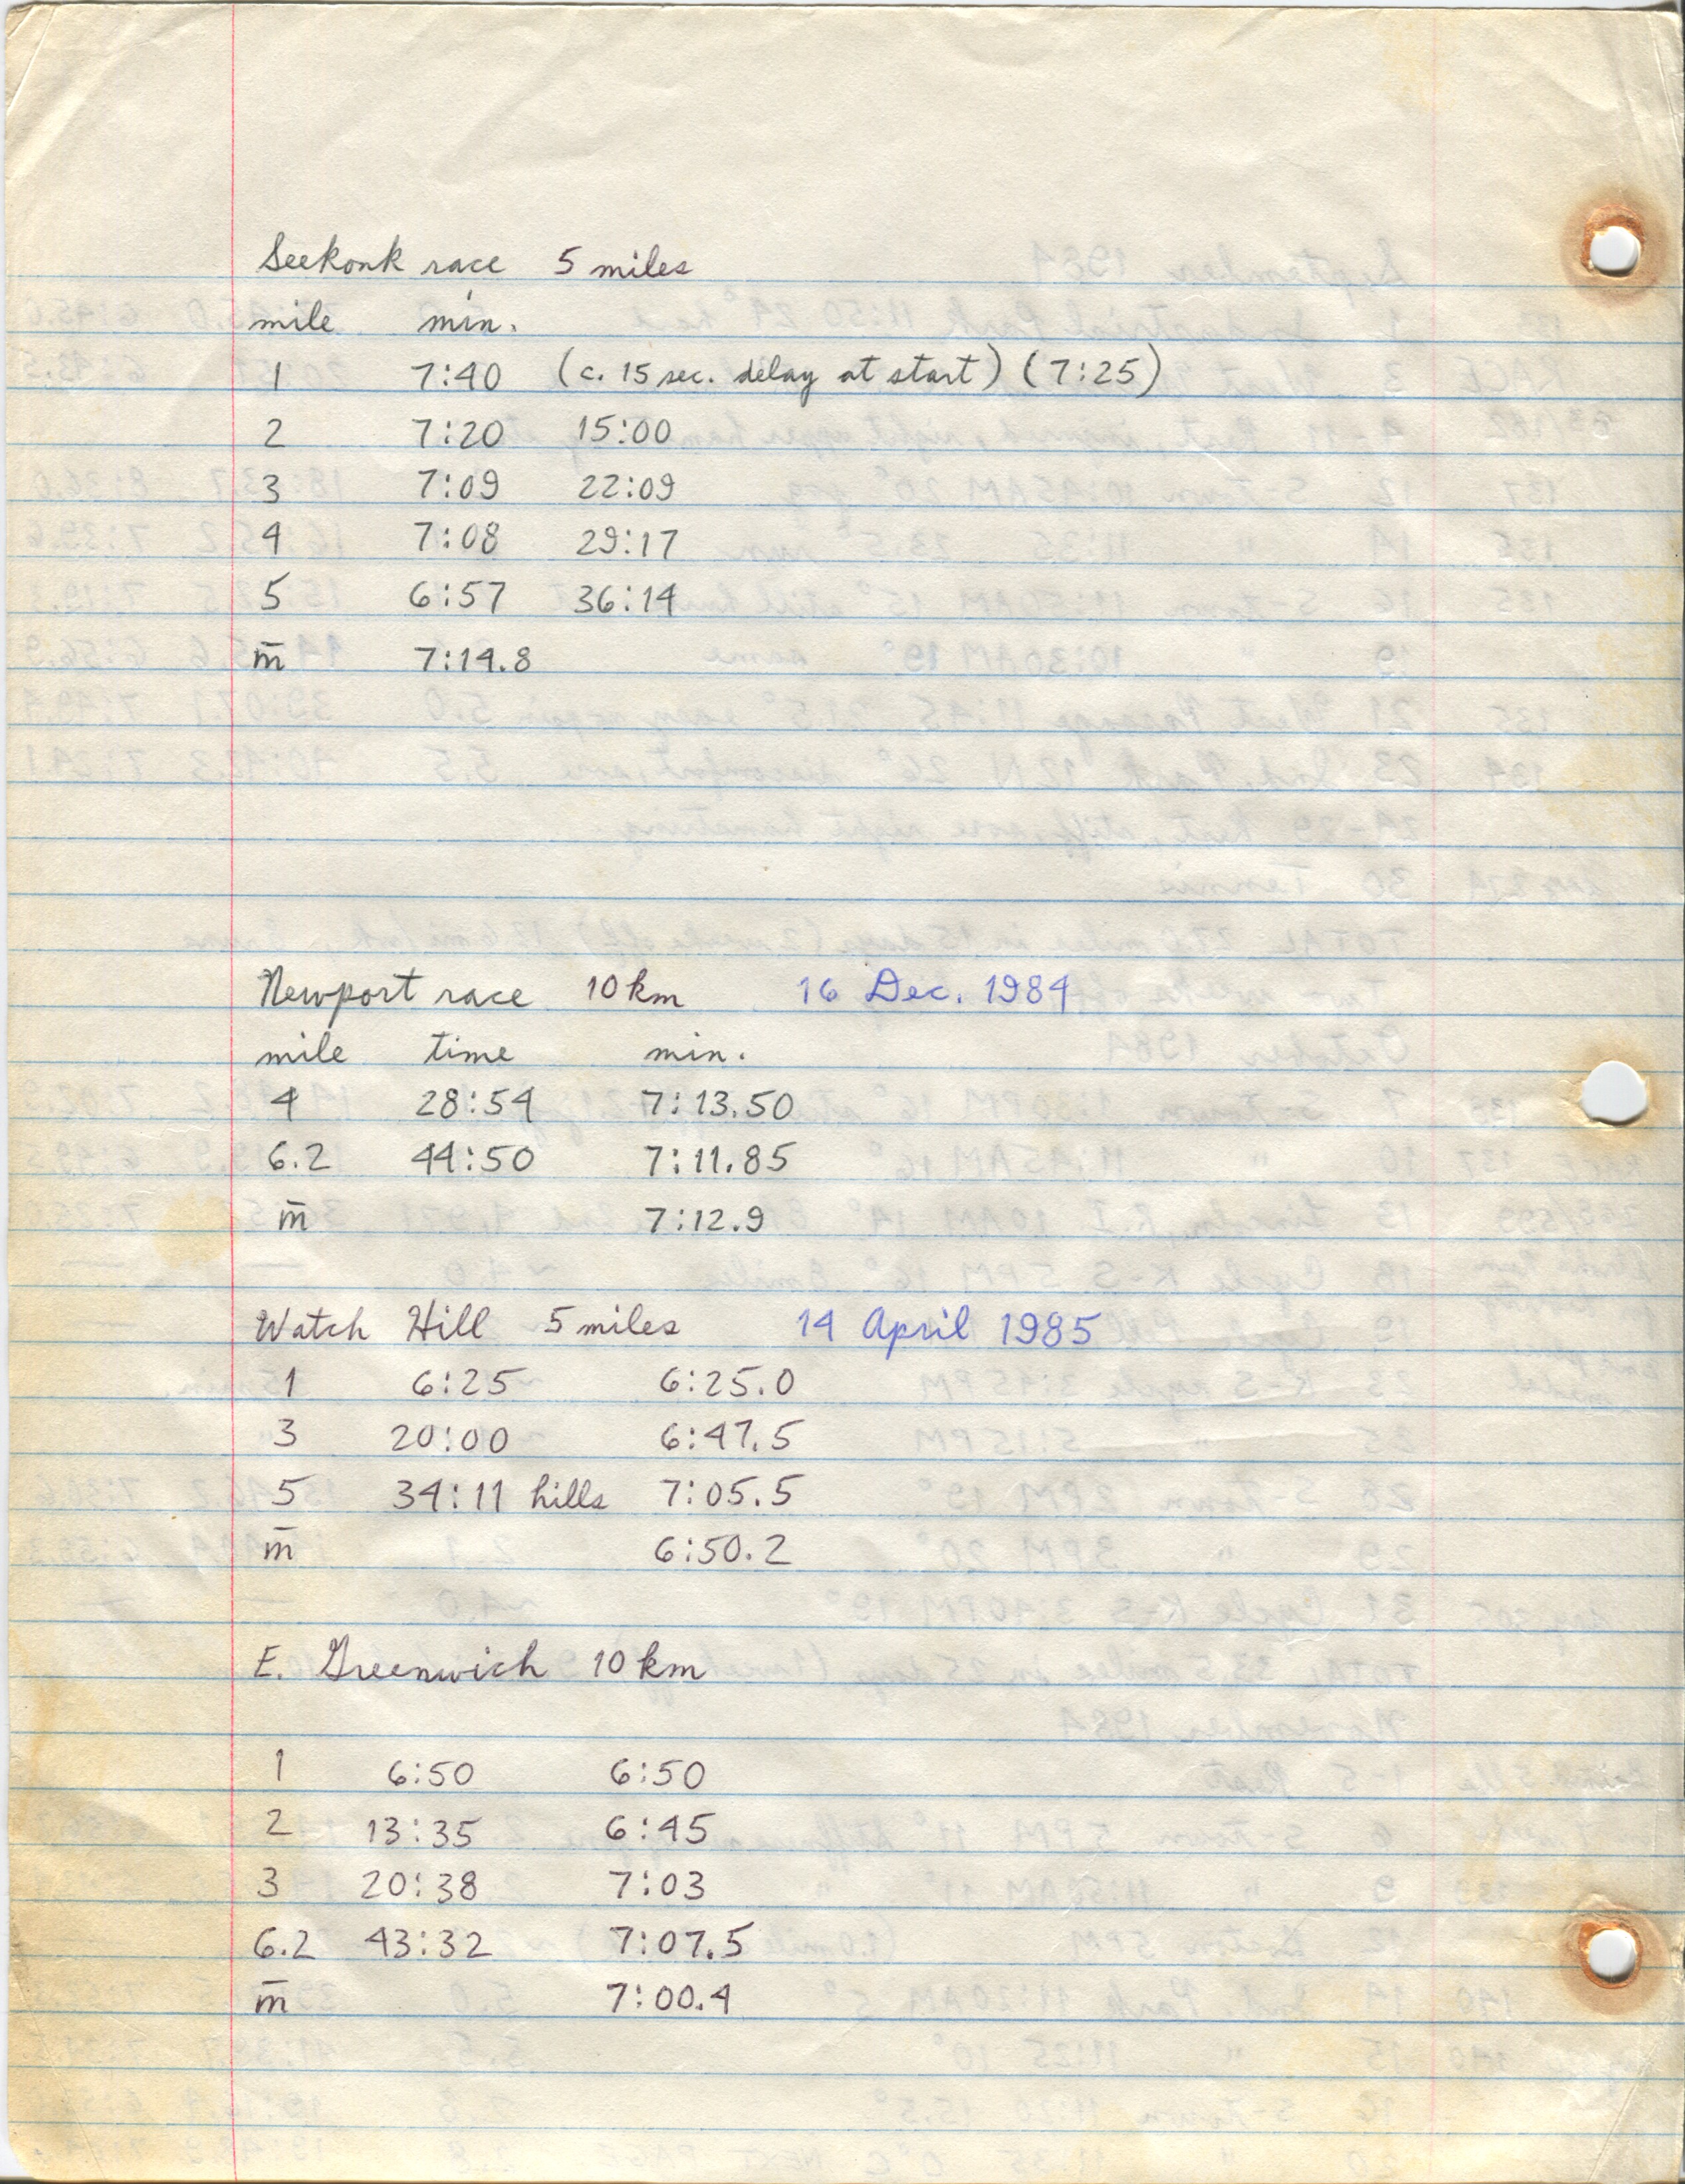 Seekonk race 5 miles
mile min.
1 7:40 (c. 15 sec. delay at start) (7:25)
2 7:20 15:00
3 7:09 22:09
4 7:08 29:17
5 6:57 36:14
m̅ 7:14.8
Newport race 10 km 16 Dec. 1984
mile time min.
4 28:54 7:13.50
6.2 44:50 7:11.85
m̅ 7:12.9
Watch Hill 5 miles 14 April 1985
1 6:25 6:25.0
3 20:00 6:47.5
5 34:11 hills 7:05.5
m̅ 6:50.2
E. Greenwich 10 km
1 6:50 6:50
2 13:35 6:45
3 20:38 7:03
6.2 43:32 7:07.5
m̅ 7:00.4